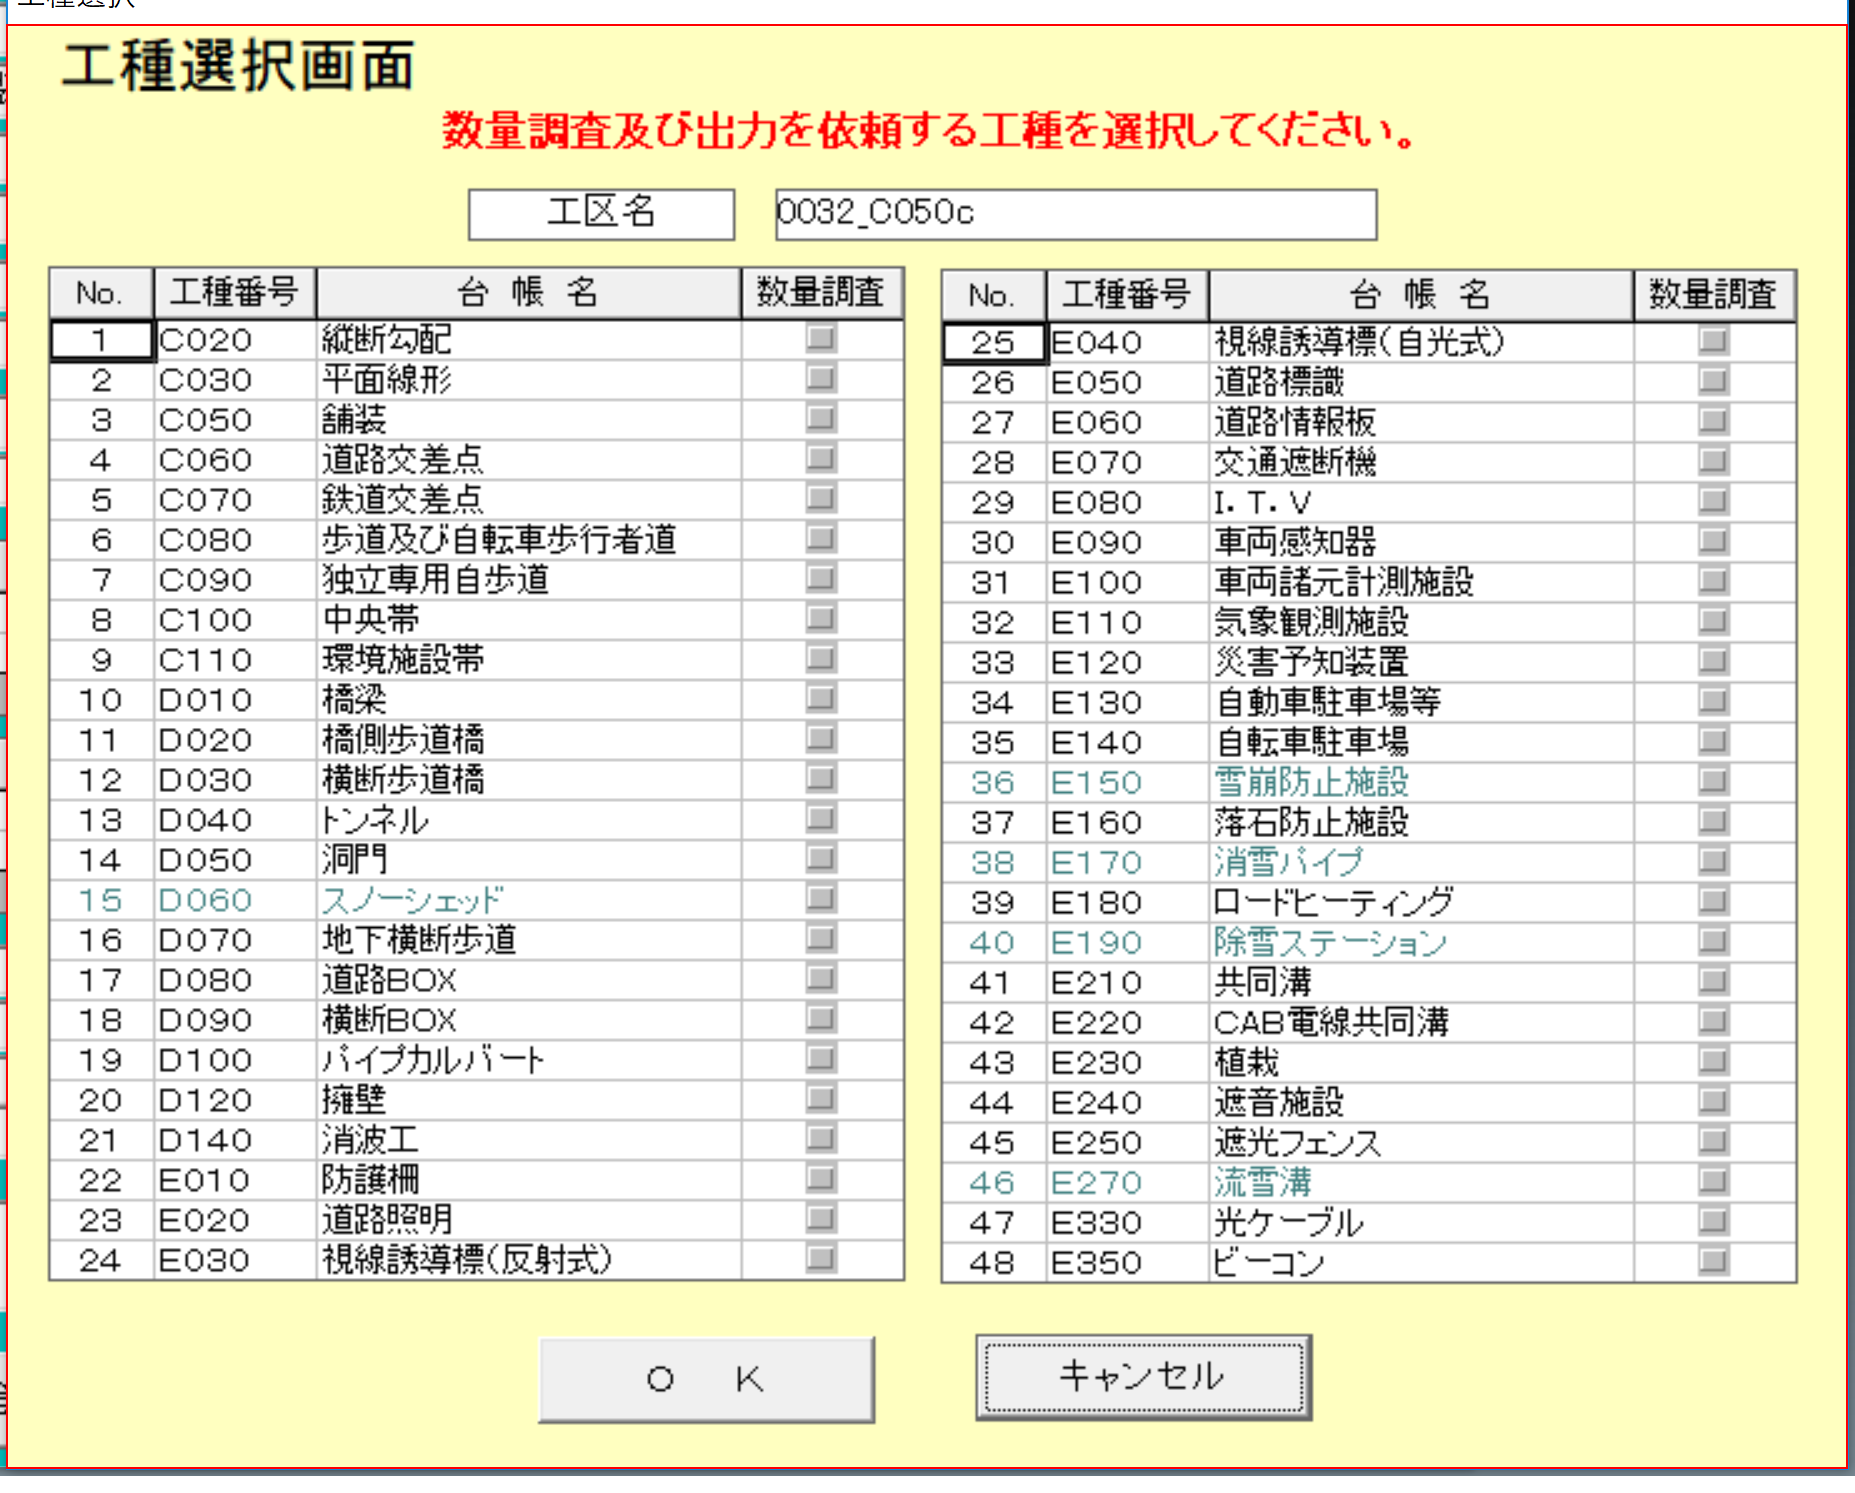 工種選択
工種選択画面
数量調査及び出力を依頼する工種を選択してください。
工区名 0032_C050c
No. 工種番号 台 帳 名 数量調査
1 C020 縦断勾配
2 C030 平面線形
3 C050 舗装
4 C060 道路交差点
5 C070 鉄道交差点
6 C080 歩道及び自転車歩行者道
7 C090 独立専用自歩道
8 C100 中央帯
9 C110 環境施設帯
10 D010 橋梁
11 D020 橋側歩道橋
12 D030 横断歩道橋
13 D040 トンネル
14 D050 洞門
15 D060 スノーシェッド
16 D070 地下横断歩道
17 D080 道路BOX
18 D090 横断BOX
19 D100 パイプカルバート
20 D120 擁壁
21 D140 消波工
22 E010 防護柵
23 E020 道路照明
24 E030 視線誘導標(反射式)
No. 工種番号 台 帳 名 数量調査
25 E040 視線誘導標(自光式)
26 E050 道路標識
27 E060 道路情報板
28 E070 交通遮断機
29 E080 I.T.V
30 E090 車両感知器
31 E100 車両諸元計測施設
32 E110 気象観測施設
33 E120 災害予知装置
34 E130 自動車駐車場等
35 E140 自転車駐車場
36 E150 雪崩防止施設
37 E160 落石防止施設
38 E170 消雪パイプ
39 E180 ロードヒーティング
40 E190 除雪ステーション
41 E210 共同溝
42 E220 CAB電線共同溝
43 E230 植栽
44 E240 遮音施設
45 E250 遮光フェンス
46 E270 流雪溝
47 E330 光ケーブル
48 E350 ビーコン
O K キャンセル